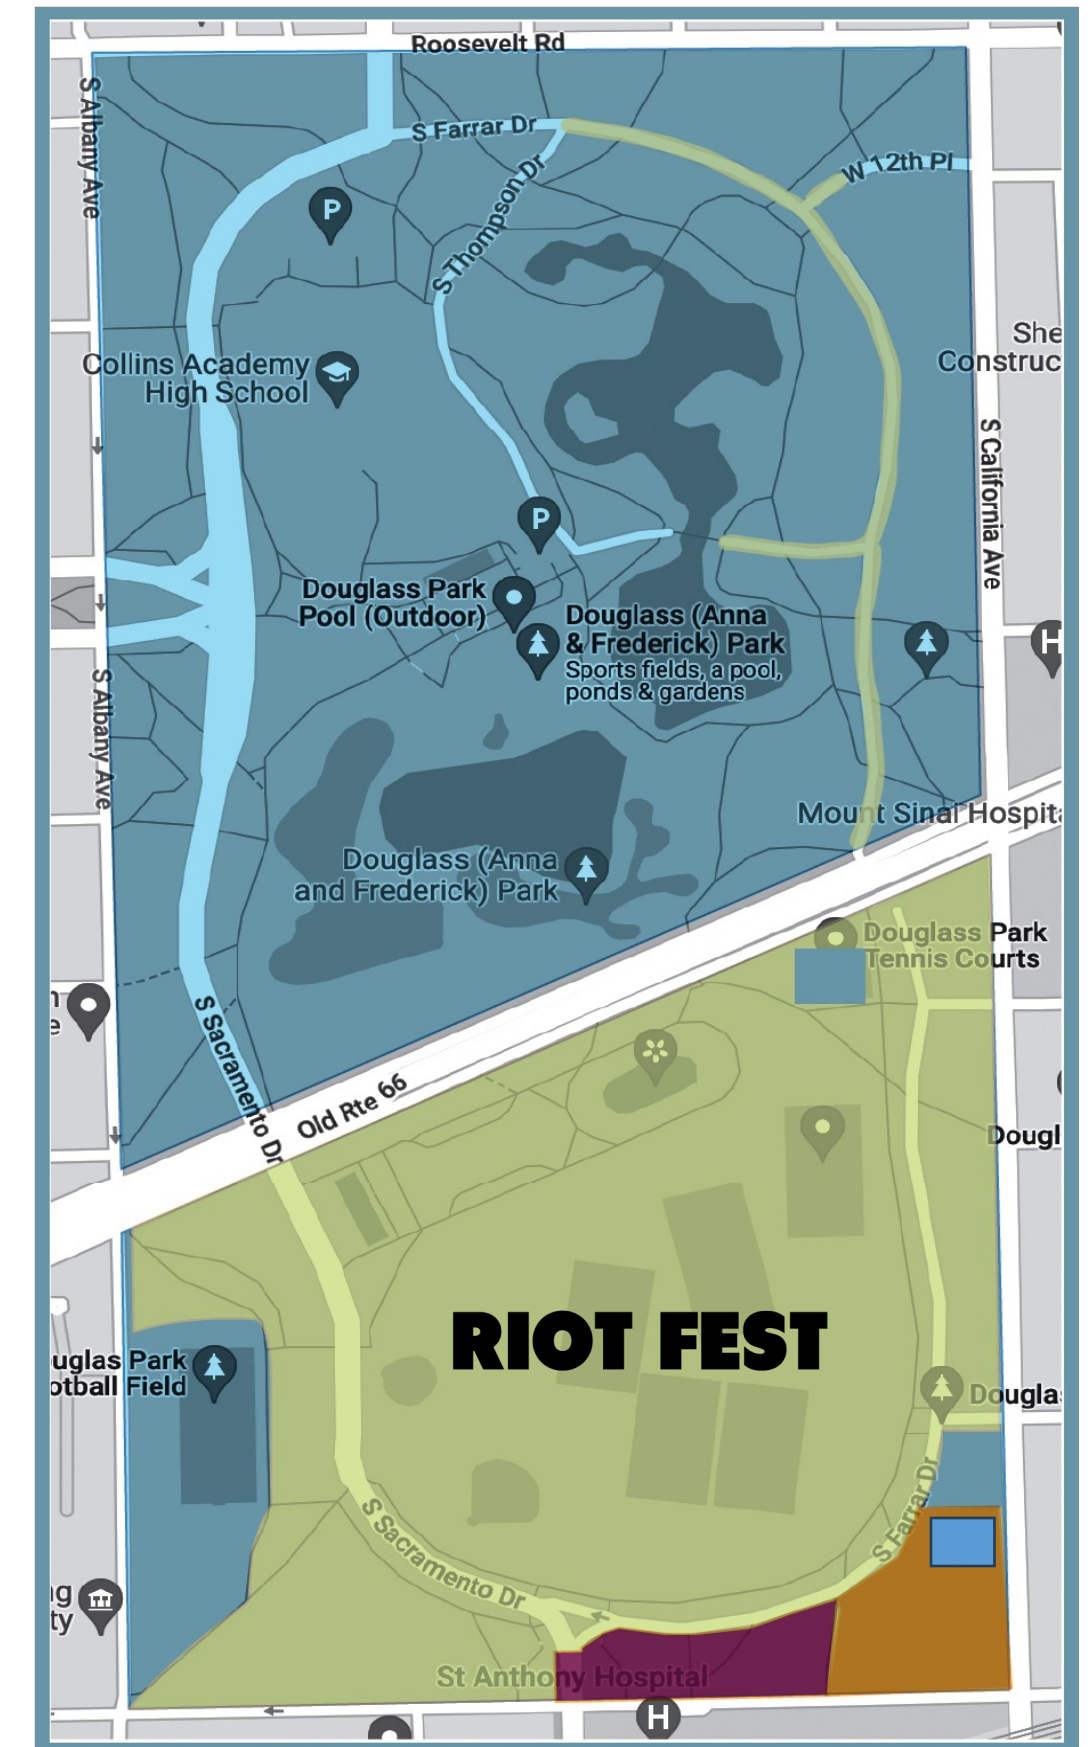 Roosevelt Rd
S Albany Ave
S Farrar Dr
W 12th Pl
S Thompson Dr
P
She
Construc
Collins Academy
High School
S California Ave
P
Douglass Park
Pool (Outdoor)
Douglass (Anna
& Frederick) Park
Sports fields, a pool,
ponds & gardens
H
S Albany Ave
Mount Sinai Hospita
Douglass (Anna
and Frederick) Park
Douglass Park
Tennis Courts
e
S Sacramento Dr
Old Rte 66
Dougl
RIOT FEST
uglas Park
otball Field
Douglas
S Farrar Dr
S Sacramento Dr
ng
ty
St Anthony Hospital
H